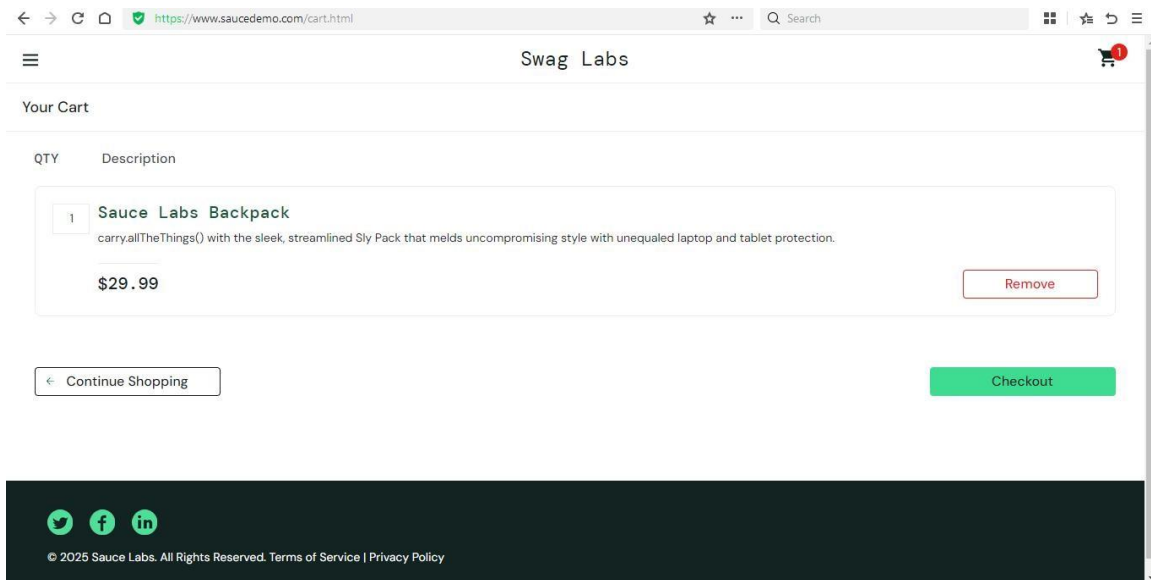 https://www.saucedemo.com/cart.html ... Search
Swag Labs 1
Your Cart
QTY Description
1 Sauce Labs Backpack
carry.allTheThings() with the sleek, streamlined Sly Pack that melds uncompromising style with unequaled laptop and tablet protection.
$29.99 Remove
Continue Shopping Checkout
in
© 2025 Sauce Labs. All Rights Reserved. Terms of Service | Privacy Policy